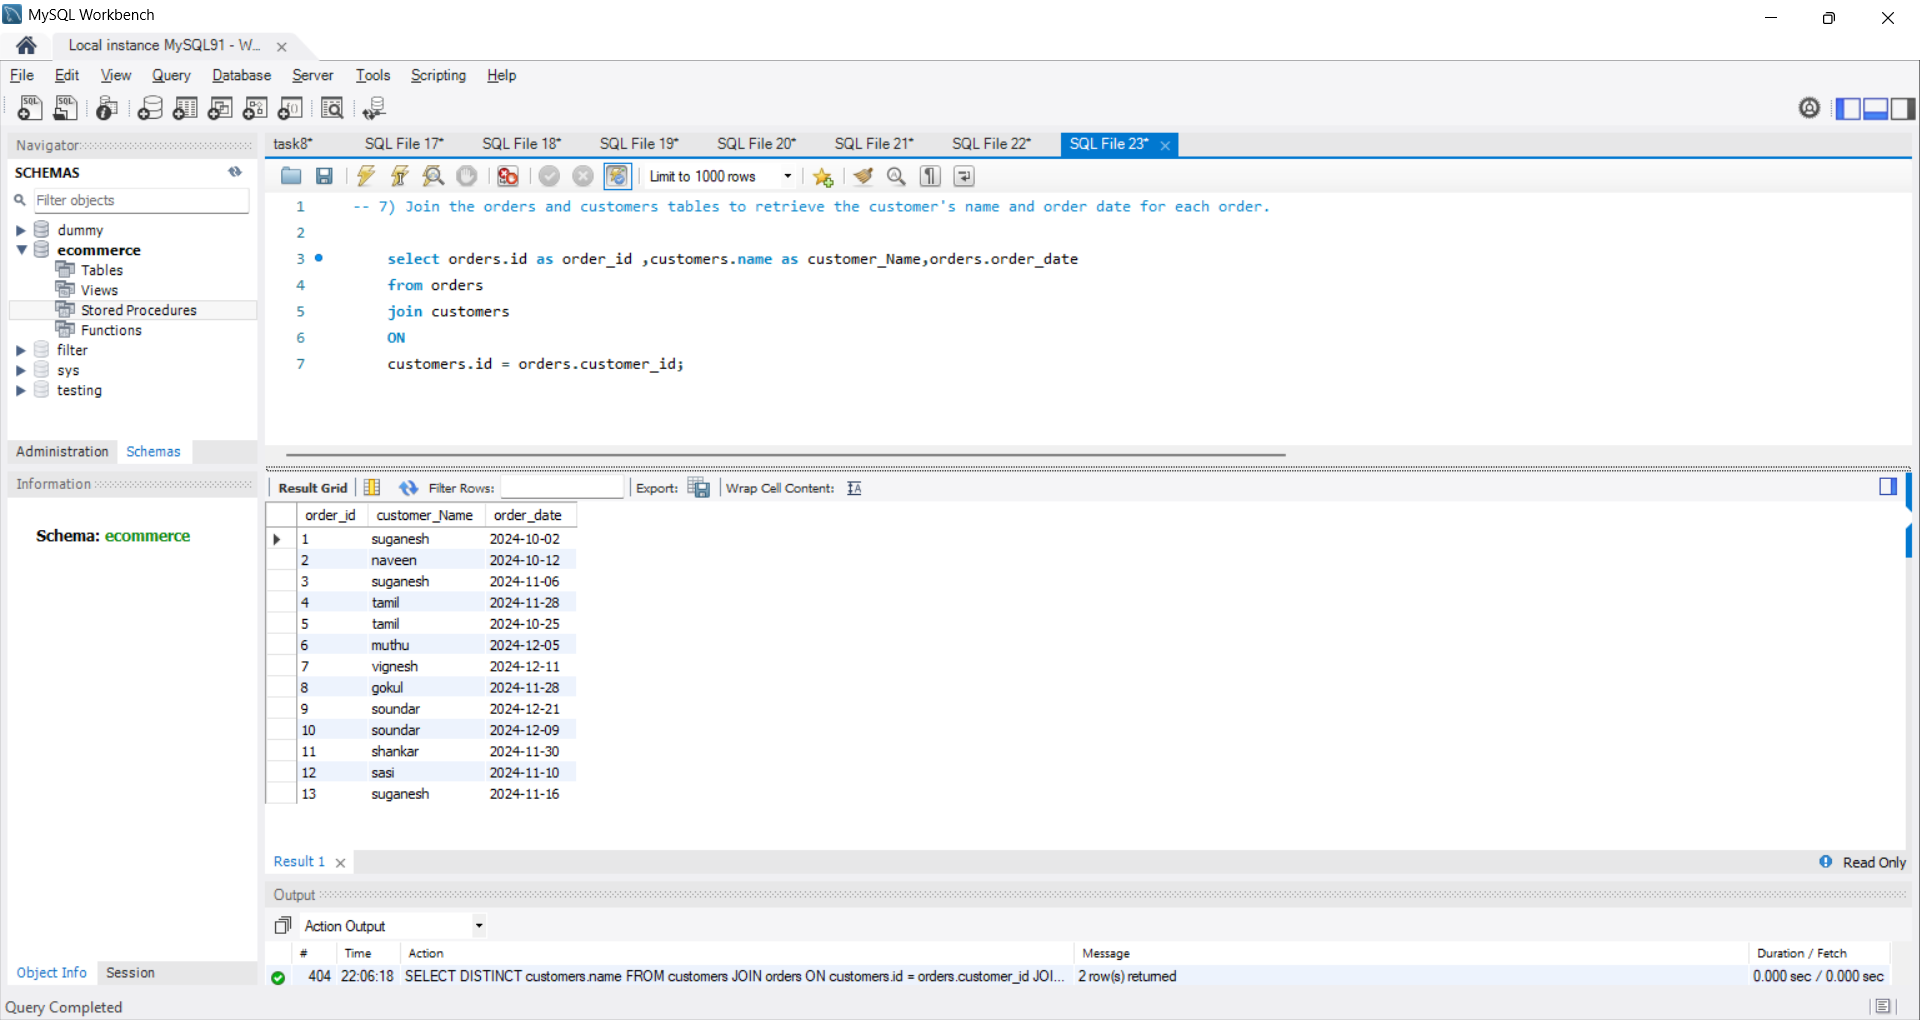 MySQL Workbench
Local instance MySQL91 - W...
File Edit View Query Database Server Tools Scripting Help
Navigator
SCHEMAS
Filter objects
dummy
ecommerce
Tables
Views
Stored Procedures
Functions
filter
sys
testing
Administration Schemas
Information
Schema: ecommerce
Object Info Session
task8* SQL File 17* SQL File 18* SQL File 19* SQL File 20* SQL File 21* SQL File 22* SQL File 23*
Limit to 1000 rows
1 -- 7) Join the orders and customers tables to retrieve the customer's name and order date for each order.
2
3 select orders.id as order_id ,customers.name as customer_Name,orders.order_date
4 from orders
5 join customers
6 ON
7 customers.id = orders.customer_id;
Result Grid Filter Rows: Export: Wrap Cell Content:
order_id customer_Name order_date
1 suganesh 2024-10-02
2 naveen 2024-10-12
3 suganesh 2024-11-06
4 tamil 2024-11-28
5 tamil 2024-10-25
6 muthu 2024-12-05
7 vignesh 2024-12-11
8 gokul 2024-11-28
9 soundar 2024-12-21
10 soundar 2024-12-09
11 shankar 2024-11-30
12 sasi 2024-11-10
13 suganesh 2024-11-16
Result 1 Read Only
Output
Action Output
# Time Action Message Duration / Fetch
404 22:06:18 SELECT DISTINCT customers.name FROM customers JOIN orders ON customers.id = orders.customer_id JOI... 2 row(s) returned 0.000 sec / 0.000 sec
Query Completed